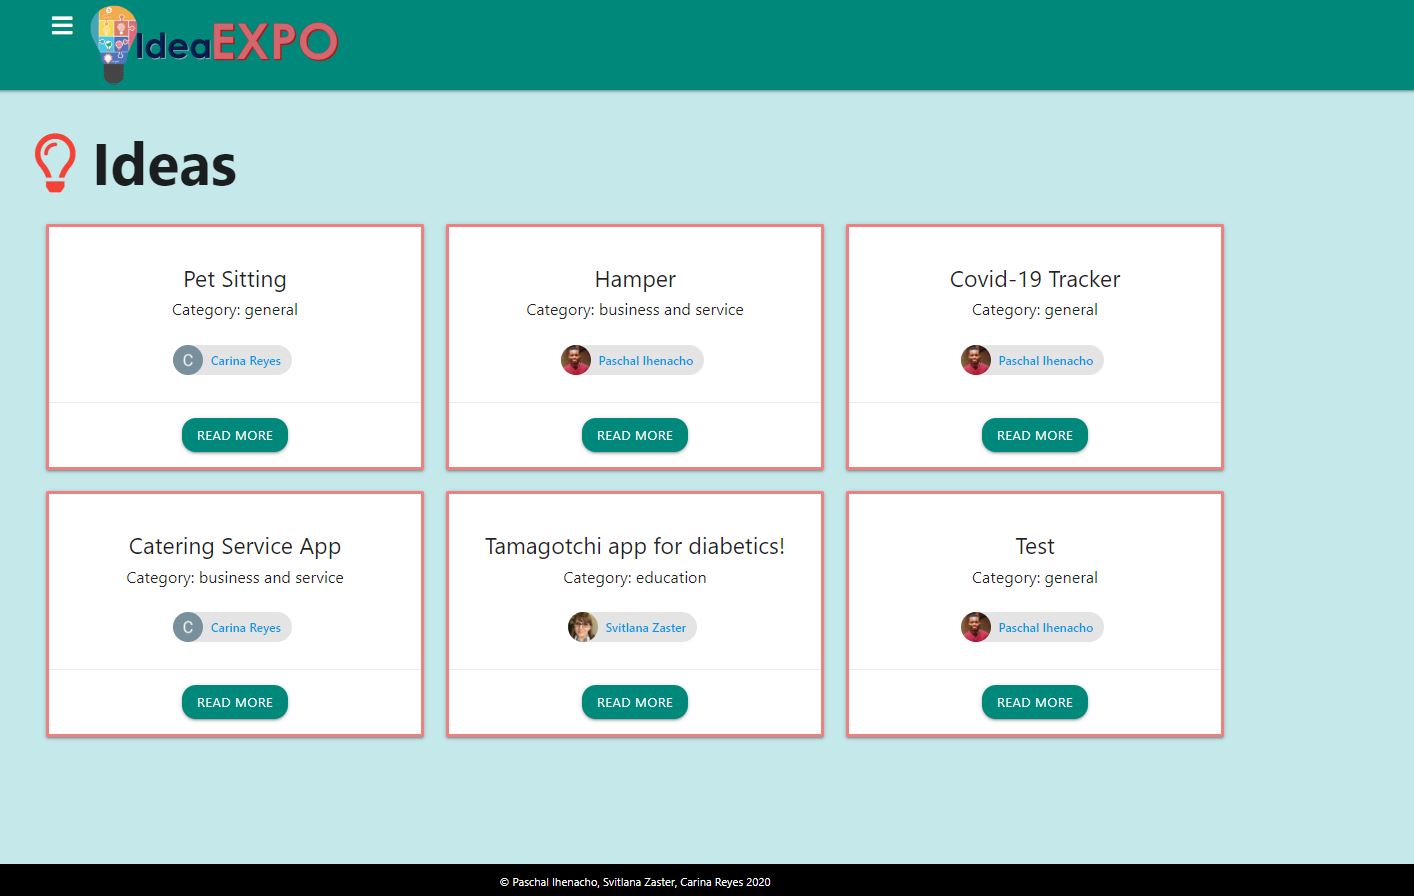 IdeaEXPO
Ideas
Pet Sitting
Category: general
C Carina Reyes
READ MORE
Hamper
Category: business and service
Paschal Ihenacho
READ MORE
Covid-19 Tracker
Category: general
Paschal Ihenacho
READ MORE
Catering Service App
Category: business and service
C Carina Reyes
READ MORE
Tamagotchi app for diabetics!
Category: education
Svitlana Zaster
READ MORE
Test
Category: general
Paschal Ihenacho
READ MORE
© Paschal Ihenacho, Svitlana Zaster, Carina Reyes 2020